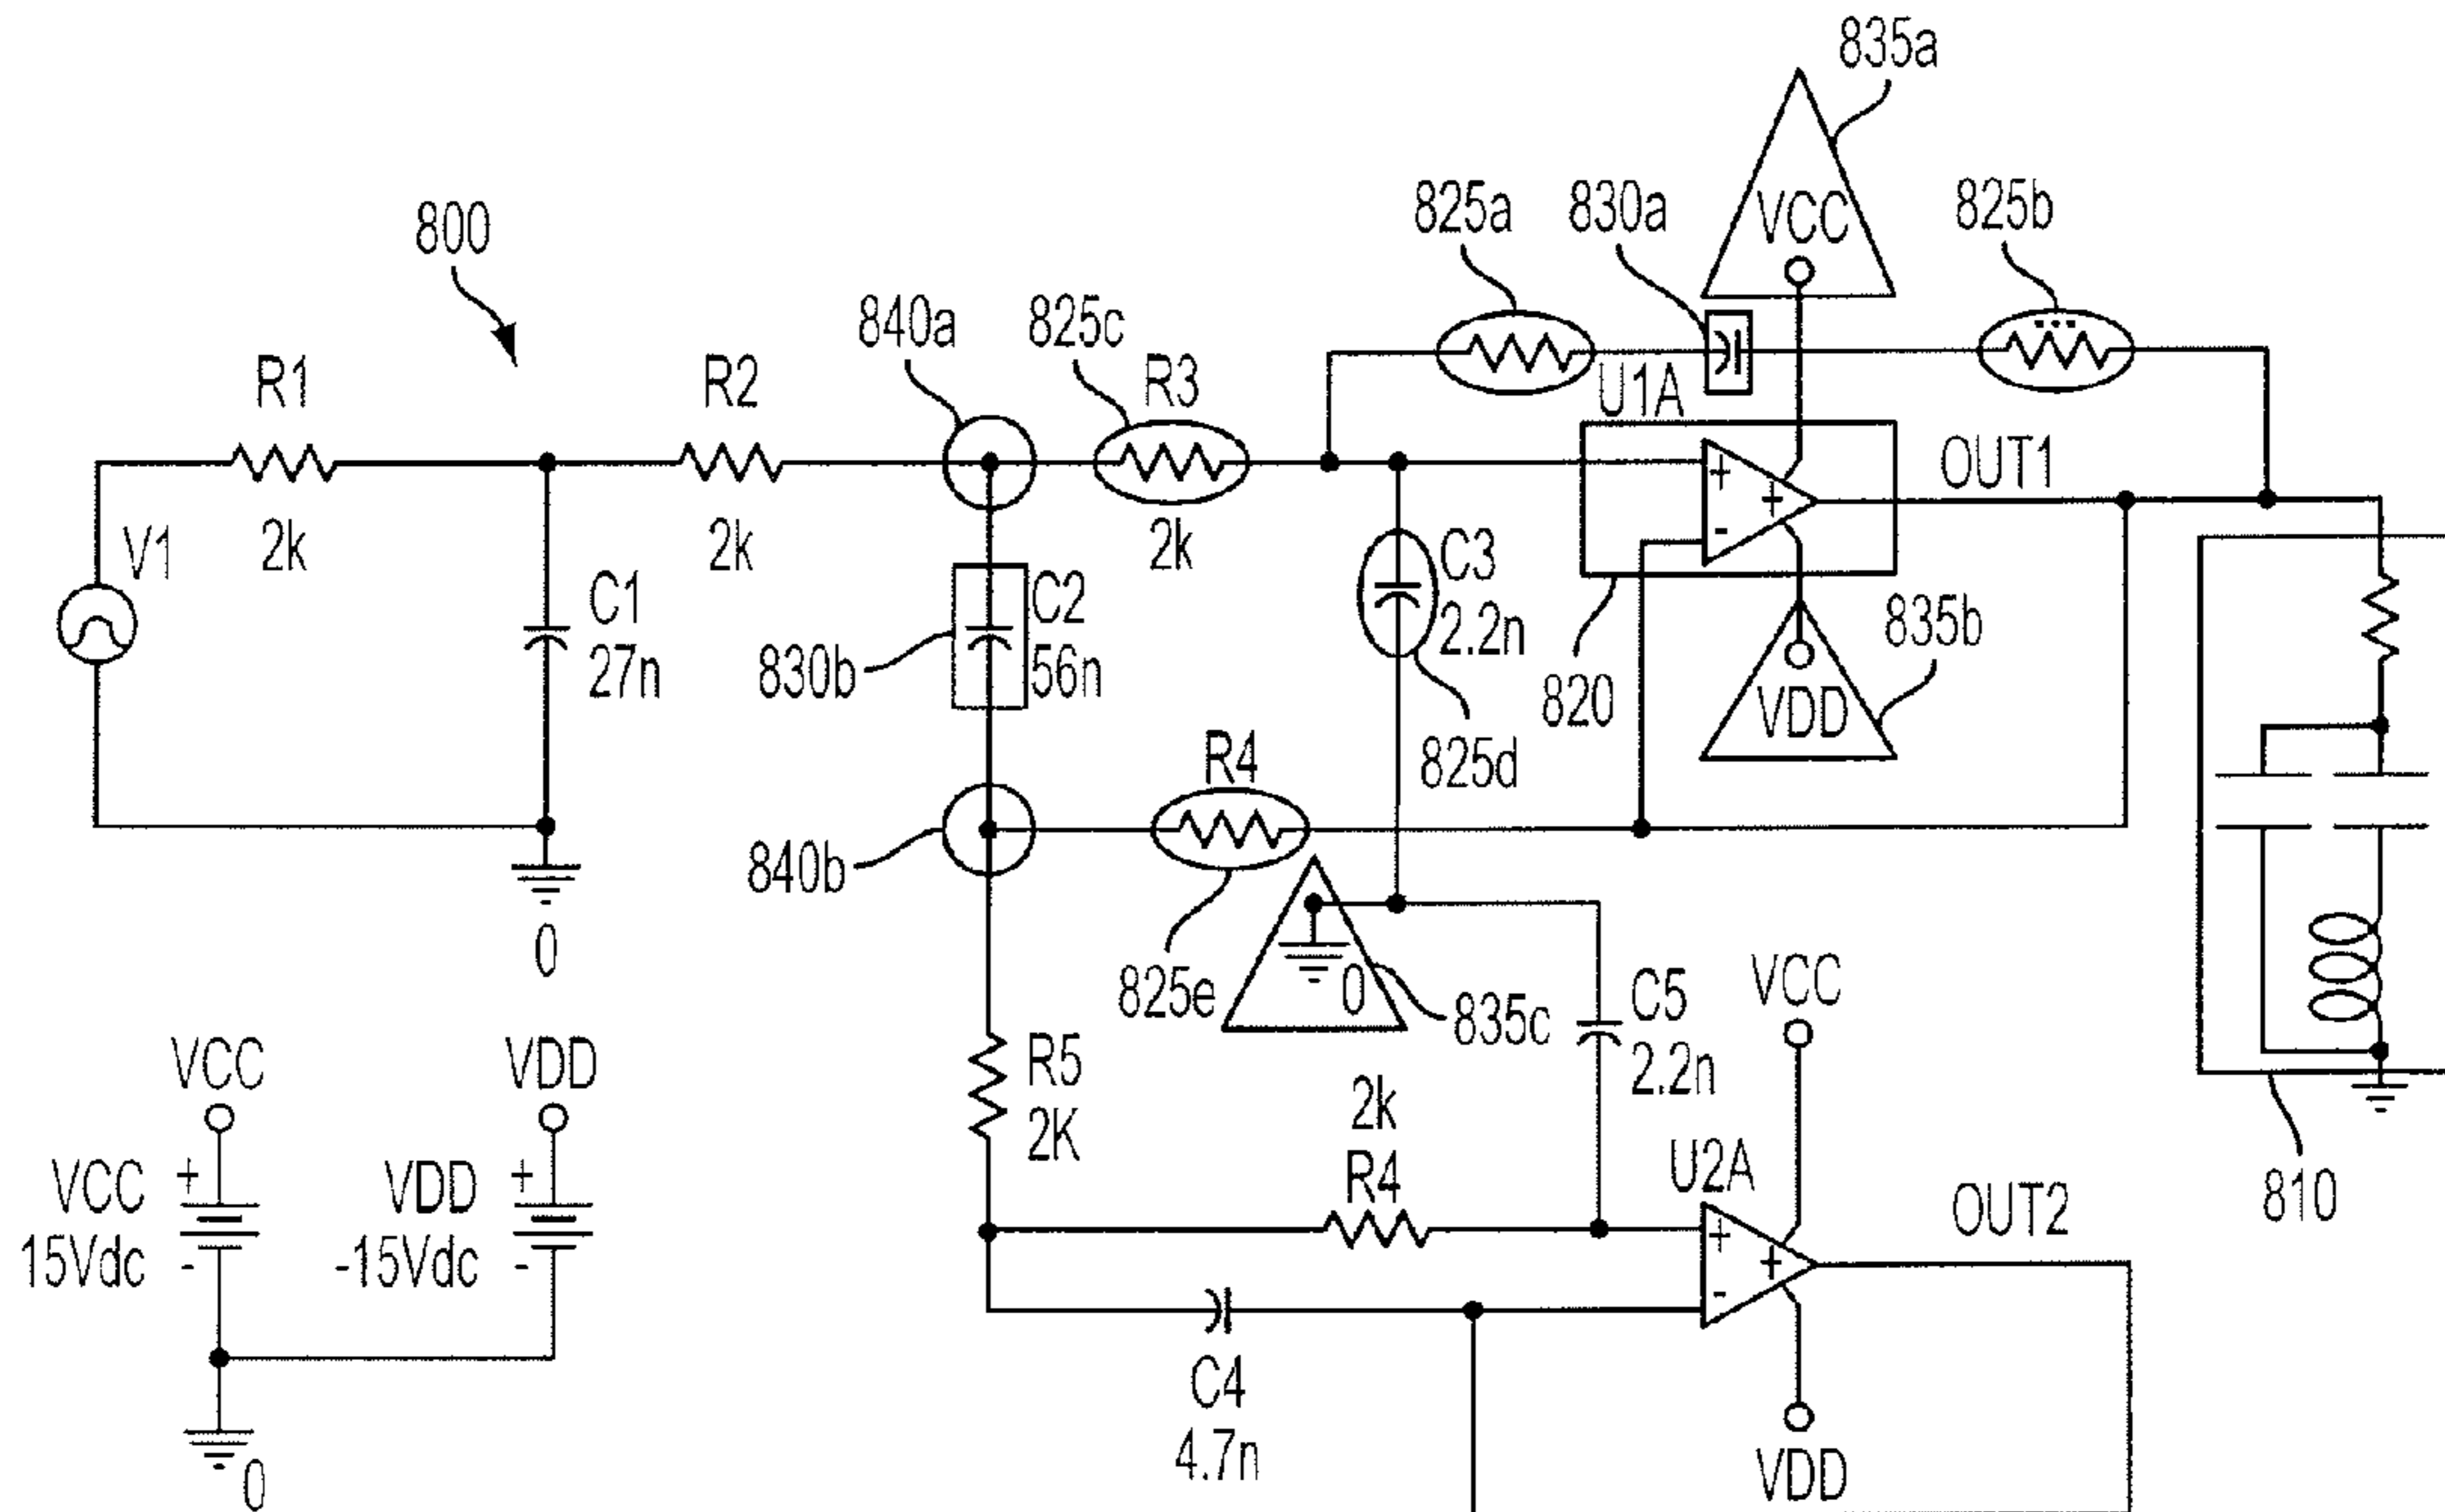 835a
800
825a
830a
VCC
825b
840a
825c
R1
R2
R3
U1A
OUT1
+
+
-
V1
2k
2k
2k
C1
27n
C2
56n
C3
2.2n
830b
820
VDD
835b
825d
R4
840b
0
825e
0
835c
C5
2.2n
VCC
VCC
VDD
R5
2K
2k
R4
U2A
810
VCC
15Vdc
+
-
VDD
-15Vdc
+
-
+
+
-
OUT2
C4
4.7n
VDD
0